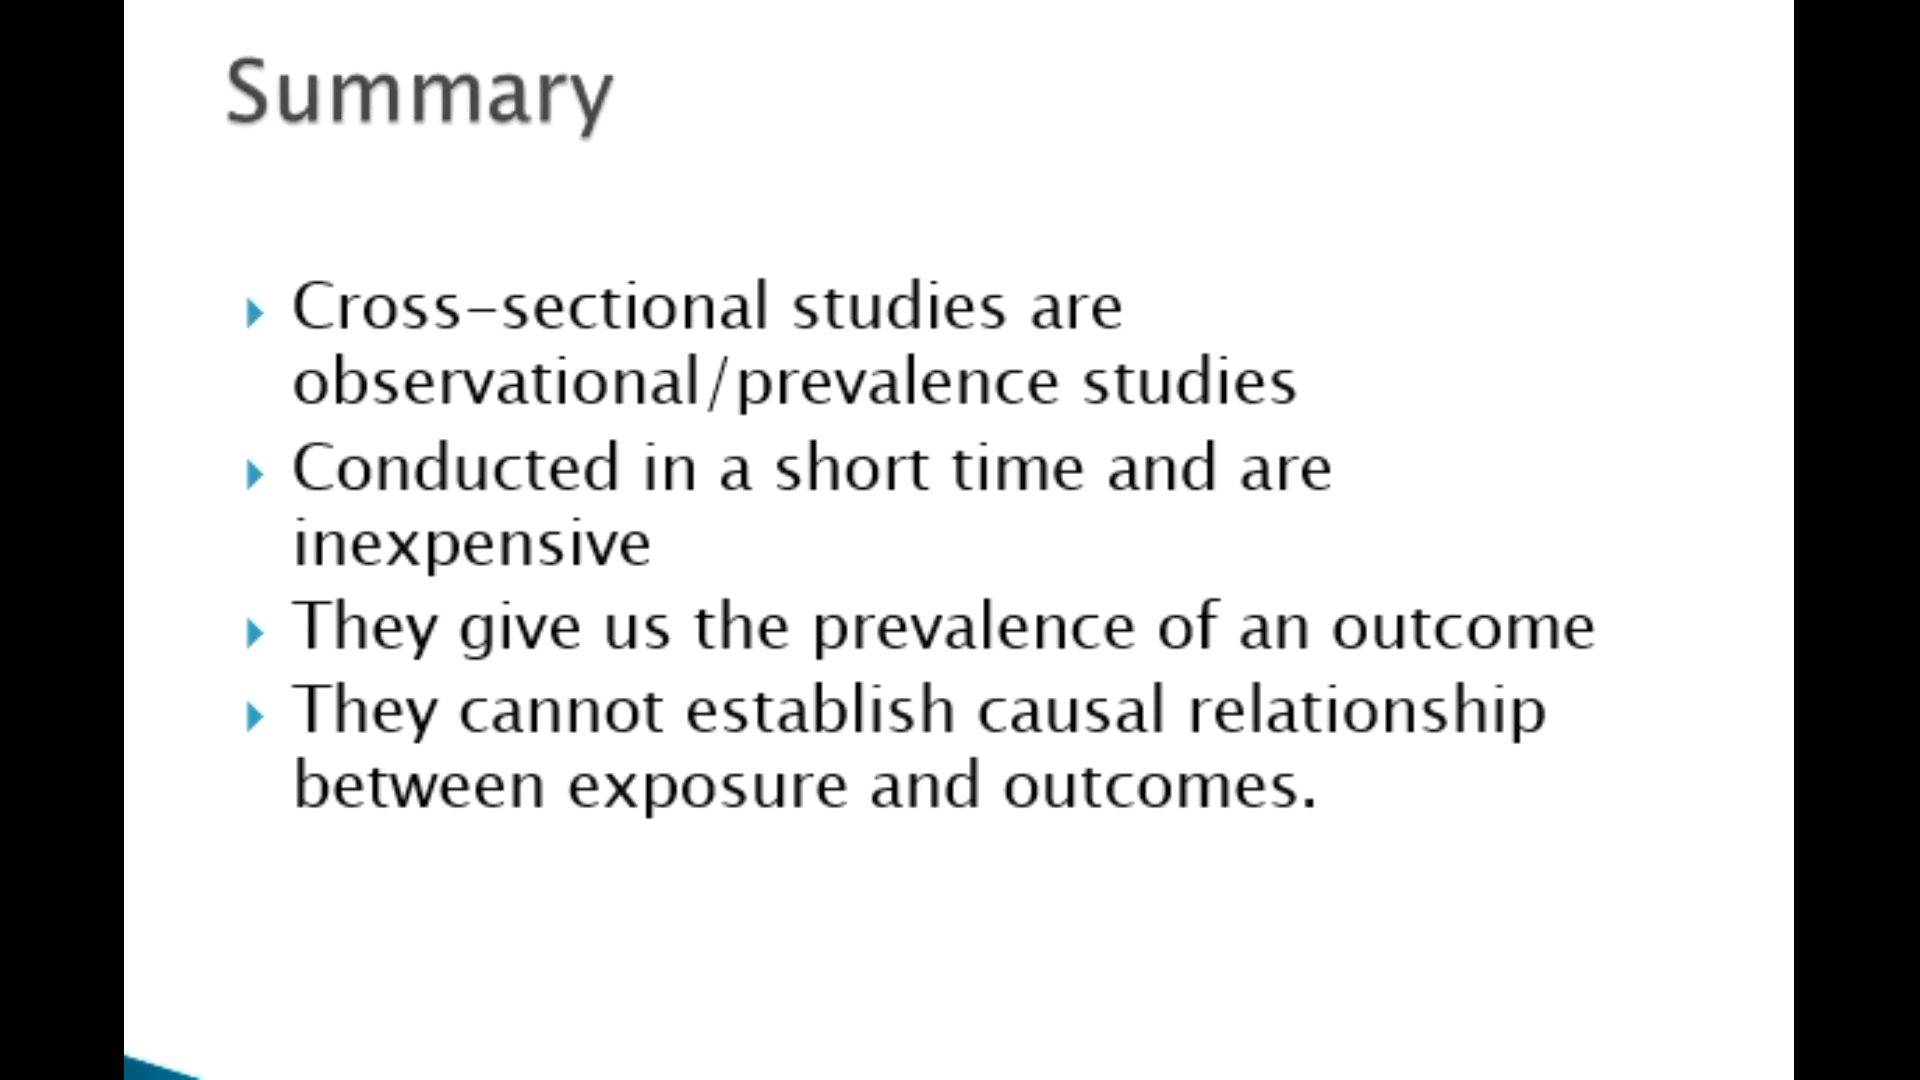 Summary
Cross-sectional studies are
observational/prevalence studies
Conducted in a short time and are
inexpensive
They give us the prevalence of an outcome
They cannot establish causal relationship
between exposure and outcomes.